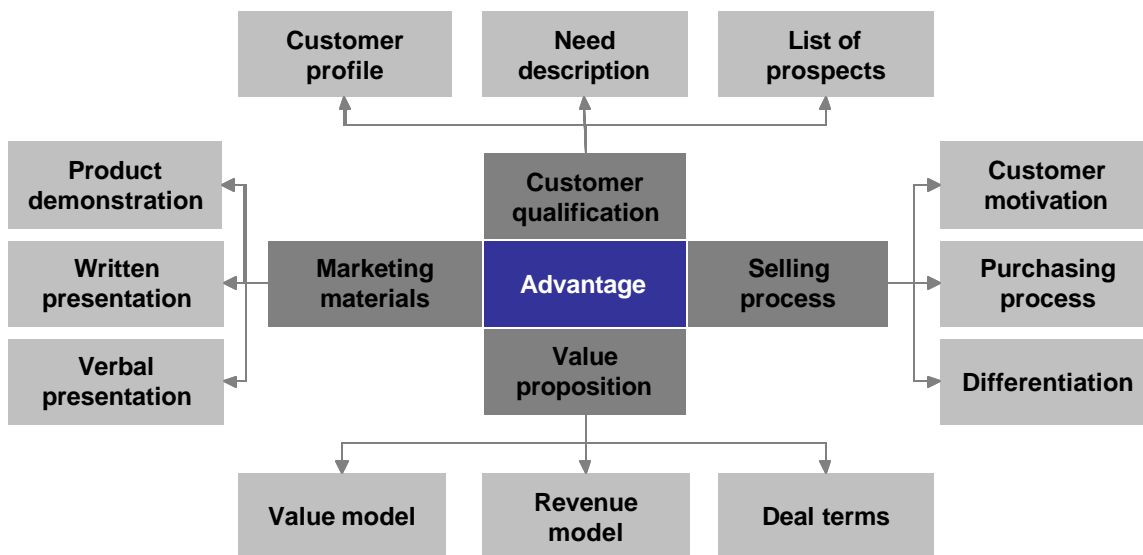 Customer
profile
Need
description
List of
prospects
Product
demonstration
Customer
qualification
Customer
motivation
Written
presentation
Marketing
materials
Advantage
Selling
process
Purchasing
process
Verbal
presentation
Value
proposition
Differentiation
Value model
Revenue
model
Deal terms